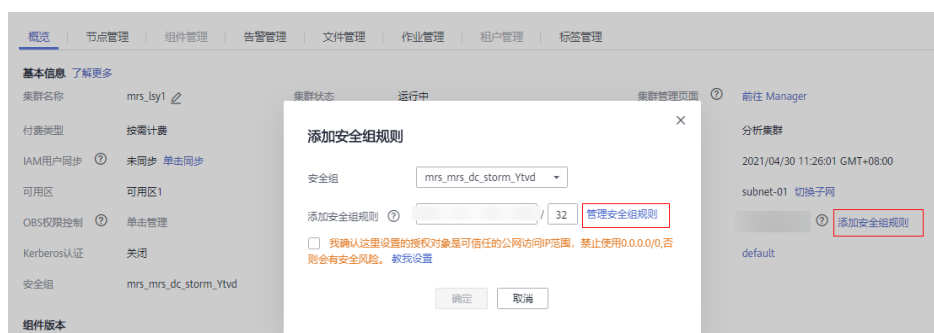 概览 节点管理 组件管理 告警管理 文件管理 作业管理 租户管理 标签管理
基本信息 了解更多
集群名称 mrs_lsy1 集群状态 运行中 集群管理页面 前往 Manager
付费类型 按需计费 分析集群
IAM用户同步 未同步 单击同步 2021/04/30 11:26:01 GMT+08:00
可用区 可用区1 subnet-01 切换子网
OBS权限控制 单击管理 添加安全组规则
Kerberos认证 关闭 default
安全组 mrs_mrs_dc_storm_Ytvd
组件版本
添加安全组规则
安全组 mrs_mrs_dc_storm_Ytvd
添加安全组规则 / 32 管理安全组规则
我确认这里设置的授权对象是可信任的公网访问IP范围，禁止使用0.0.0.0/0,否
则会有安全风险。 教我设置
确定 取消